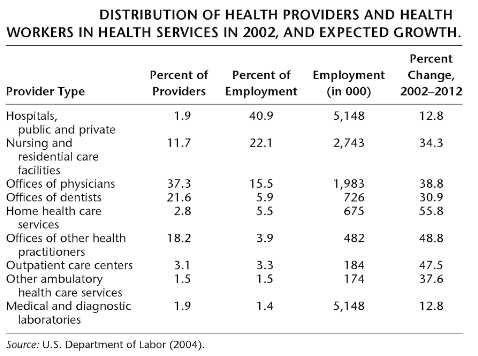 DISTRIBUTION OF HEALTH PROVIDERS AND HEALTH
WORKERS IN HEALTH SERVICES IN 2002, AND EXPECTED GROWTH.
Provider Type Percent of Providers Percent of Employment Employment (in 000) Percent Change, 2002–2012
Hospitals, 1.9 40.9 5,148 12.8
public and private
Nursing and 11.7 22.1 2,743 34.3
residential care
facilities
Offices of physicians 37.3 15.5 1,983 38.8
Offices of dentists 21.6 5.9 726 30.9
Home health care 2.8 5.5 675 55.8
services
Offices of other health 18.2 3.9 482 48.8
practitioners
Outpatient care centers 3.1 3.3 184 47.5
Other ambulatory 1.5 1.5 174 37.6
health care services
Medical and diagnostic 1.9 1.4 5,148 12.8
laboratories
Source: U.S. Department of Labor (2004).